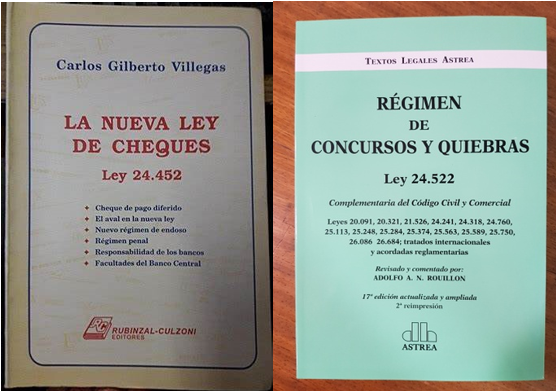 Carlos Gilberto Villegas
LA NUEVA LEY
DE CHEQUES
Ley 24.452
Cheque de pago diferido
El aval en la nueva ley
Nuevo régimen de endoso
Régimen penal
Responsabilidad de los bancos
Facultades del Banco Central
RC
RUBINZAL-CULZONI
EDITORES
TEXTOS LEGALES ASTREA
RÉGIMEN
DE
CONCURSOS Y QUIEBRAS
Ley 24.522
Complementaria del Código Civil y Comercial
Leyes 20.091, 20.321, 21.526, 24.241, 24.318, 24.760,
25.113, 25.248, 25.284, 25.374, 25.563, 25.589, 25.750,
26.086 26.684; tratados internacionales
y acordadas reglamentarias
Revisado y comentado por:
ADOLFO A. N. ROUILLON
17ª edición actualizada y ampliada
2ª reimpresión
ASTREA